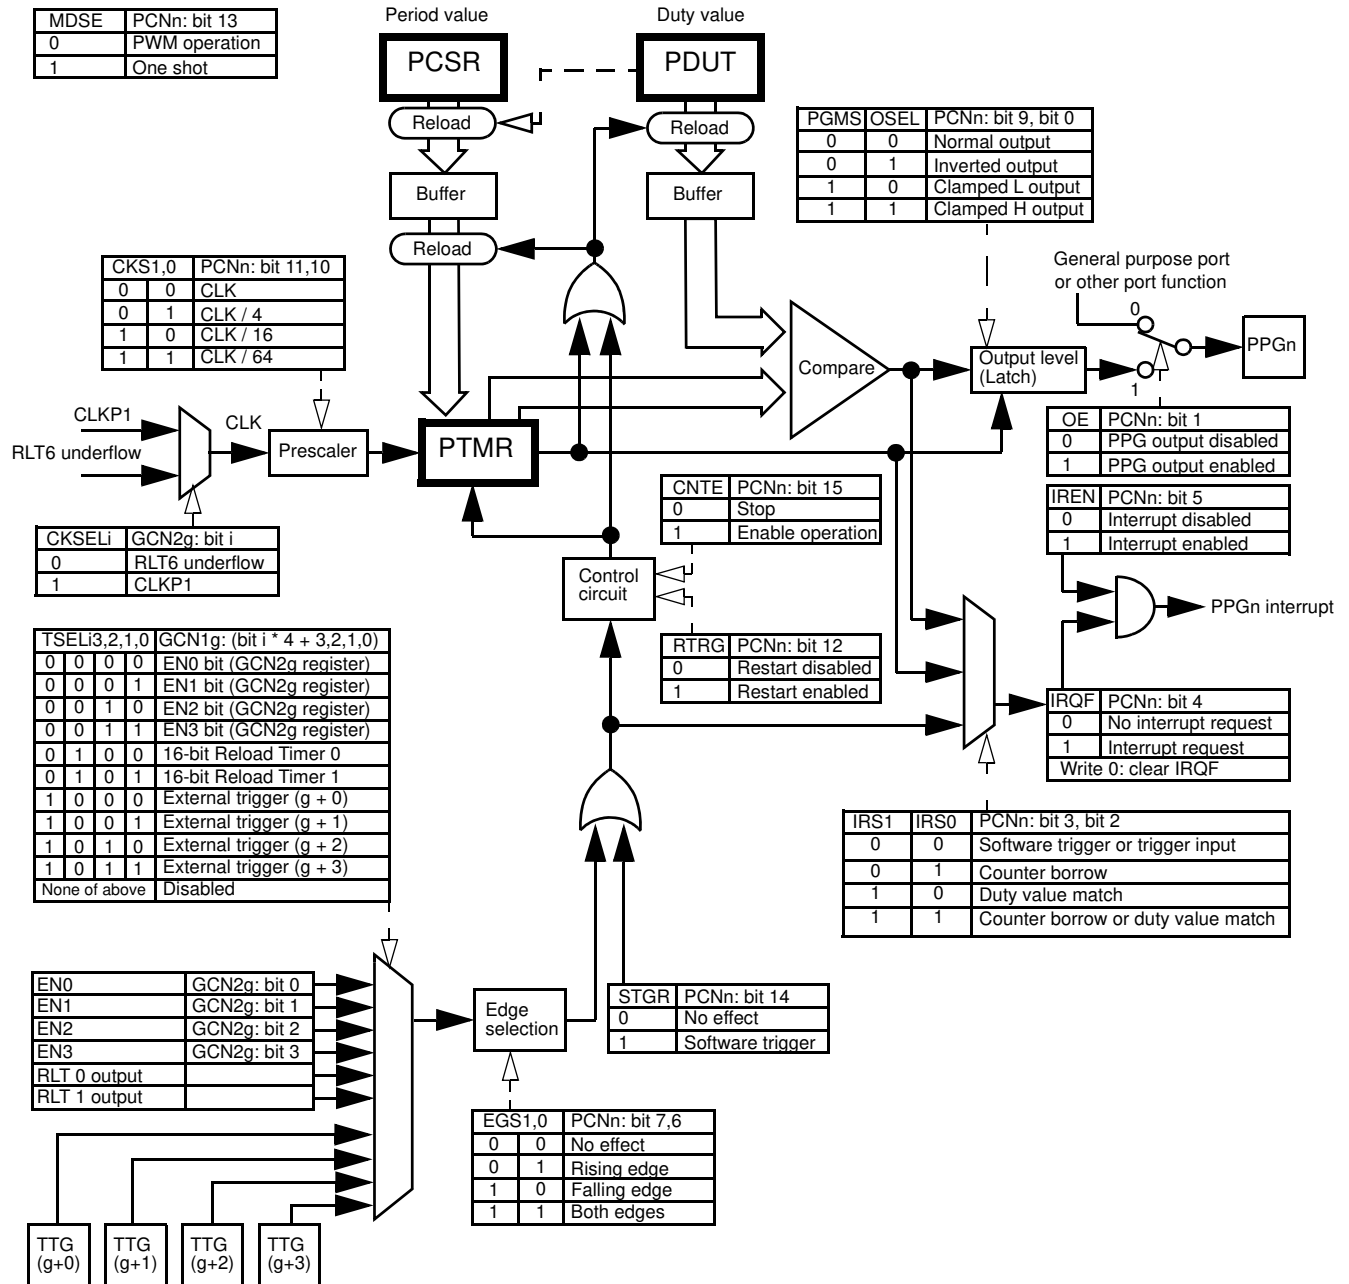 Period value
Duty value
MDSE PCNn: bit 13
0 PWM operation
1 One shot
PCSR
PDUT
Reload
Reload
Buffer
Buffer
Reload
PGMS OSEL PCNn: bit 9, bit 0
0 0 Normal output
0 1 Inverted output
1 0 Clamped L output
1 1 Clamped H output
CKS1,0 PCNn: bit 11,10
0 0 CLK
0 1 CLK / 4
1 0 CLK / 16
1 1 CLK / 64
General purpose port
or other port function
0
1
PPGn
Compare
Output level
(Latch)
CLKP1
RLT6 underflow
CLK
Prescaler
PTMR
OE PCNn: bit 1
0 PPG output disabled
1 PPG output enabled
CKSELi GCN2g: bit i
0 RLT6 underflow
1 CLKP1
CNTE PCNn: bit 15
0 Stop
1 Enable operation
IREN PCNn: bit 5
0 Interrupt disabled
1 Interrupt enabled
Control
circuit
PPGn interrupt
RTRG PCNn: bit 12
0 Restart disabled
1 Restart enabled
TSELi3,2,1,0 GCN1g: (bit i * 4 + 3,2,1,0)
0 0 0 0 EN0 bit (GCN2g register)
0 0 0 1 EN1 bit (GCN2g register)
0 0 1 0 EN2 bit (GCN2g register)
0 0 1 1 EN3 bit (GCN2g register)
0 1 0 0 16-bit Reload Timer 0
0 1 0 1 16-bit Reload Timer 1
1 0 0 0 External trigger (g + 0)
1 0 0 1 External trigger (g + 1)
1 0 1 0 External trigger (g + 2)
1 0 1 1 External trigger (g + 3)
None of above Disabled
IRQF PCNn: bit 4
0 No interrupt request
1 Interrupt request
Write 0: clear IRQF
IRS1 IRS0 PCNn: bit 3, bit 2
0 0 Software trigger or trigger input
0 1 Counter borrow
1 0 Duty value match
1 1 Counter borrow or duty value match
EN0 GCN2g: bit 0
EN1 GCN2g: bit 1
EN2 GCN2g: bit 2
EN3 GCN2g: bit 3
RLT 0 output
RLT 1 output
Edge
selection
STGR PCNn: bit 14
0 No effect
1 Software trigger
EGS1,0 PCNn: bit 7,6
0 0 No effect
0 1 Rising edge
1 0 Falling edge
1 1 Both edges
TTG
(g+0)
TTG
(g+1)
TTG
(g+2)
TTG
(g+3)